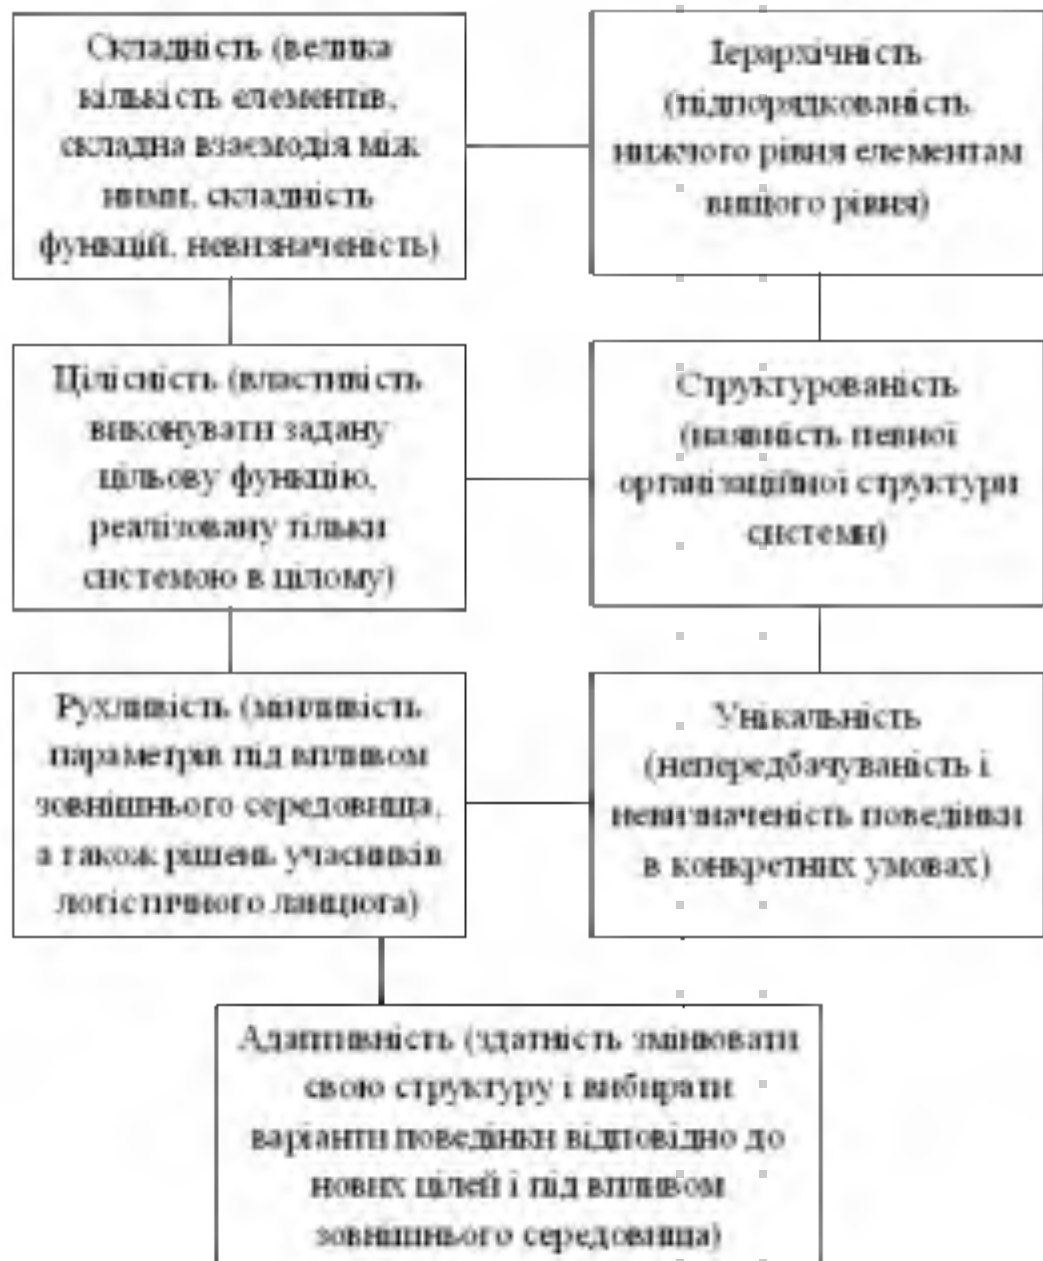 Складність (велика
кількість елементів,
складна взаємодія між
ними, складність
функцій, невизначеність)
Ієрархічність
(підпорядкованість
нижчого рівня елементам
вищого рівня)
Цілісність (властивість
виконувати задану
цільову функцію,
реалізовану тільки
системою в цілому)
Структурованість
(наявність певної
організаційної структури
системи)
Рухливість (мінливість
параметрів під впливом
зовнішнього середовища,
а також рішень учасників
логістичного ланцюга)
Унікальність
(непередбачуваність і
невизначеність поведінки
в конкретних умовах)
Адаптивність (здатність змінювати
свою структуру і вибирати
варіанти поведінки відповідно до
нових цілей і під впливом
зовнішнього середовища)